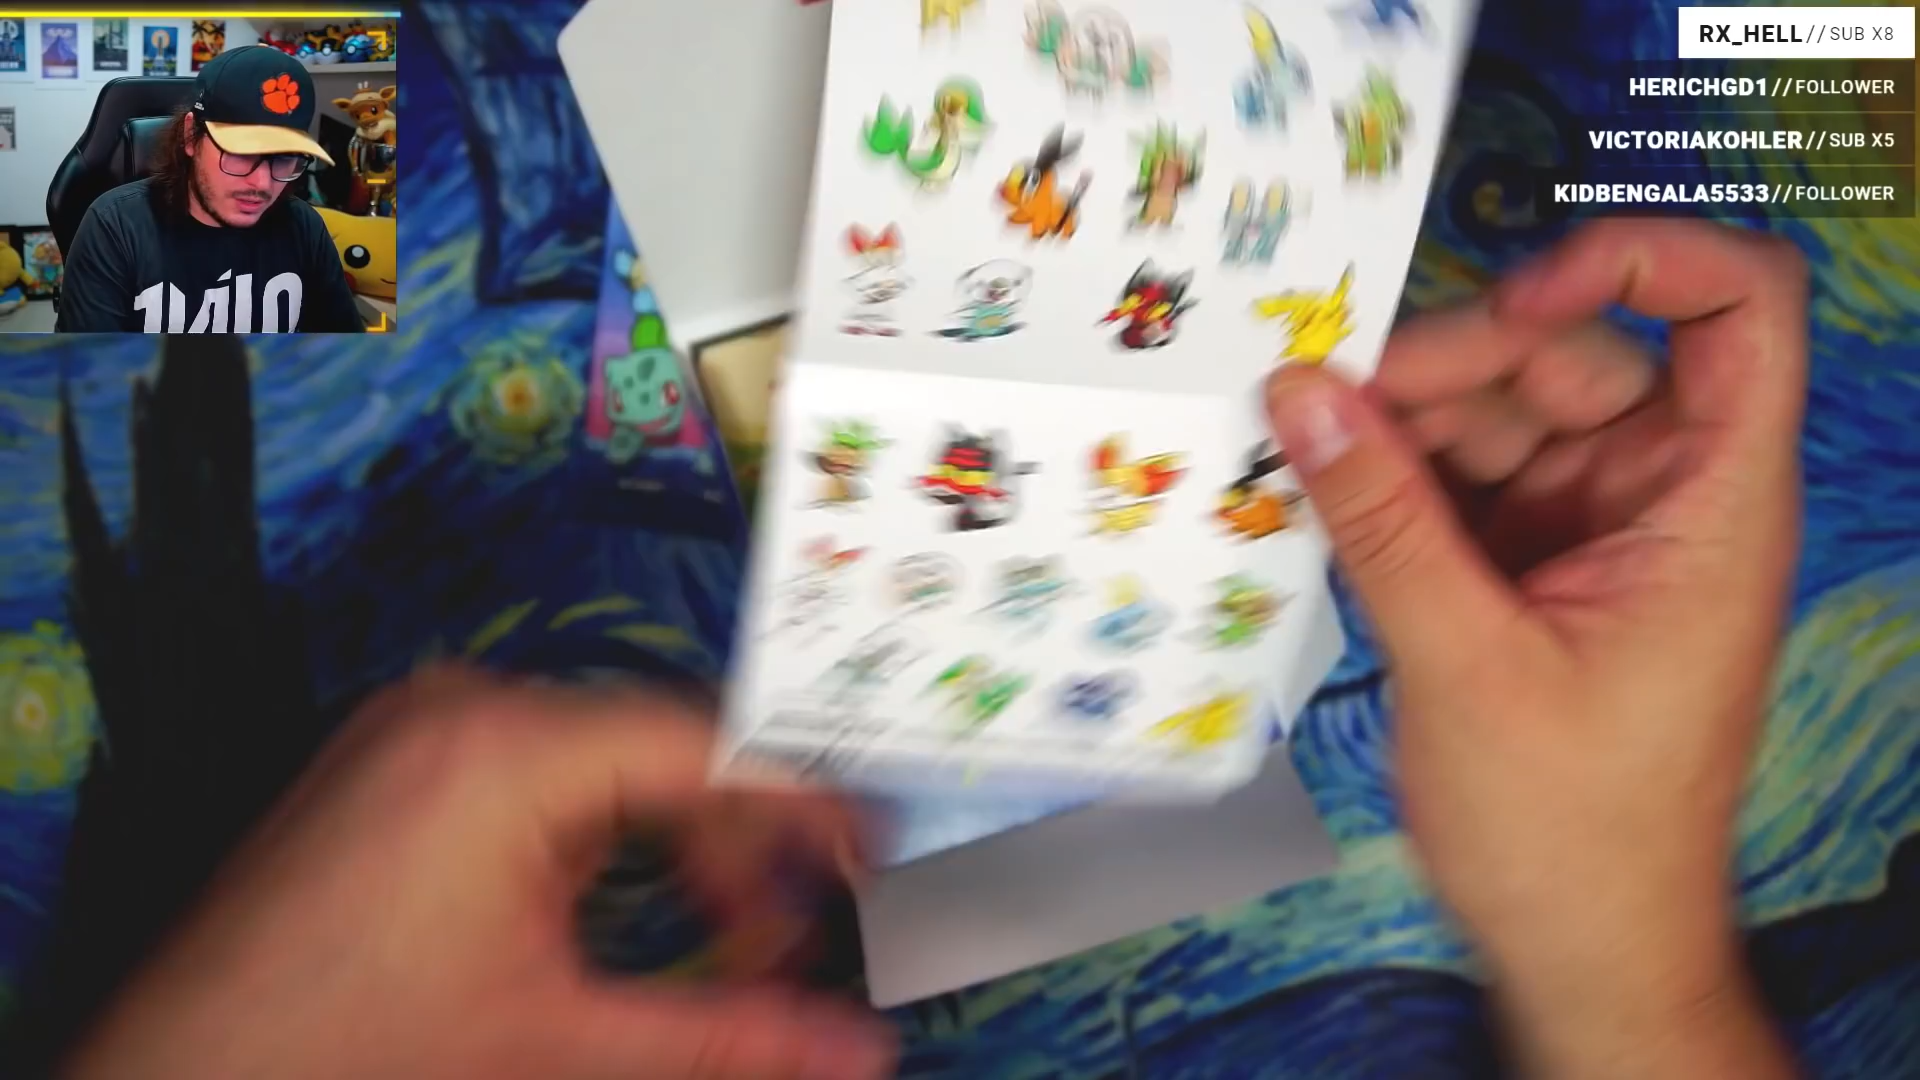 RX_HELL//SUB X8
HERICHGD1//FOLLOWER
VICTORIAKOHLER//SUB X5
KIDBENGALA5533//FOLLOWER